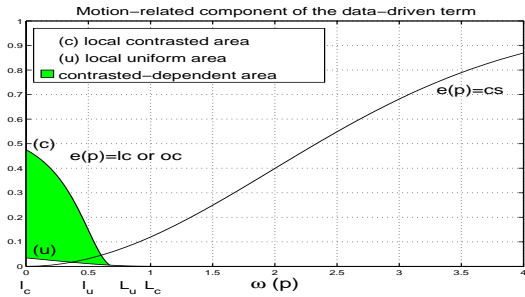 Motion-related component of the data-driven term
1
0.9
0.8
0.7
0.6
0.5
0.4
0.3
0.2
0.1
0
(c) local contrasted area
(u) local uniform area
contrasted-dependent area
e(p)=cs
(c)
e(p)=lc or oc
(u)
0 0.5 1 1.5 2 2.5 3 3.5 4
l_c l_u L_u L_c ω (p)